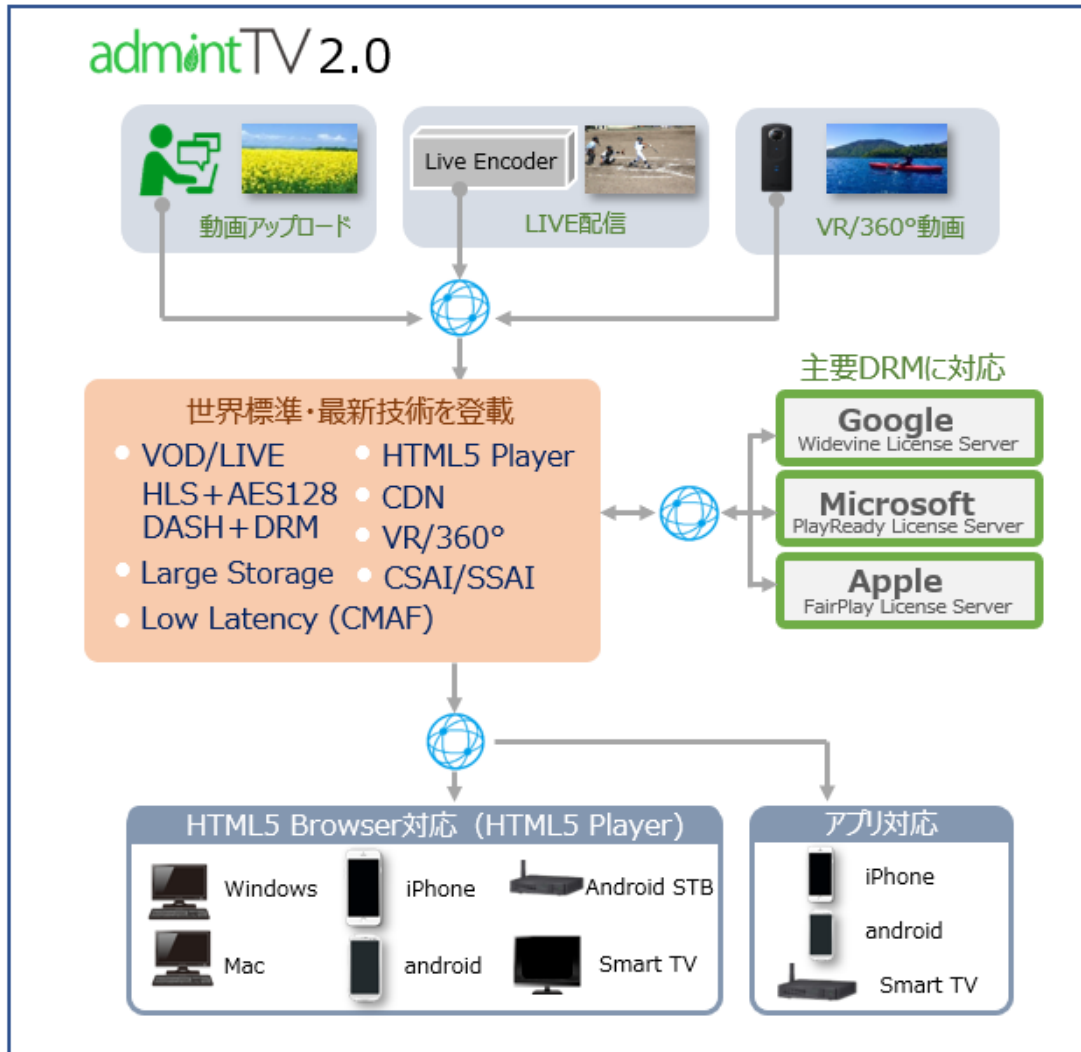 admintTV 2.0
動画アップロード
Live Encoder
LIVE配信
VR/360°動画
世界標準・最新技術を登載
VOD/LIVE
HLS+AES128
DASH+DRM
Large Storage
Low Latency (CMAF)
HTML5 Player
CDN
VR/360°
CSAI/SSAI
主要DRMに対応
Google
Widevine License Server
Microsoft
PlayReady License Server
Apple
FairPlay License Server
HTML5 Browser対応 (HTML5 Player)
Windows
iPhone
Android STB
Mac
android
Smart TV
アプリ対応
iPhone
android
Smart TV